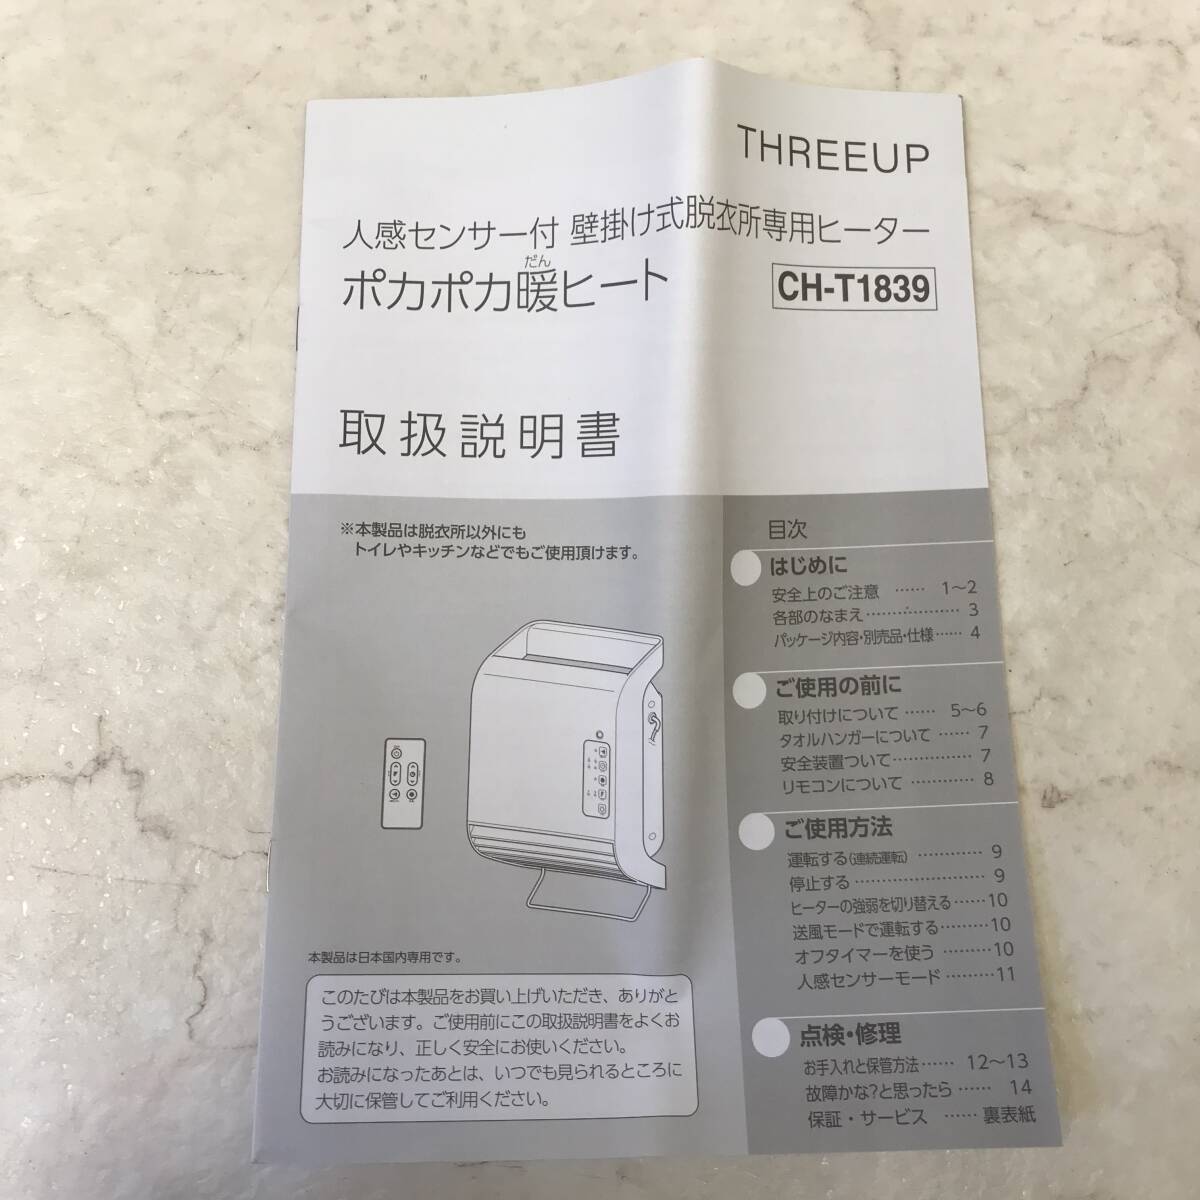 THREEUP
人感センサー付 壁掛け式脱衣所専用ヒーター
だん
ポカポカ暖ヒート
CH-T1839
取扱説明書
※本製品は脱衣所以外にも
トイレやキッチンなどでもご使用頂けます。
本製品は日本国内専用です。
このたびは本製品をお買い上げいただき、ありがと
うございます。ご使用前にこの取扱説明書をよくお
読みになり、正しく安全にお使いください。
お読みになったあとは、いつでも見られるところに
大切に保管してご利用ください。
目次
はじめに
安全上のご注意 …… 1～2
各部のなまえ……………… 3
パッケージ内容・別売品・仕様…… 4
ご使用の前に
取り付けについて …… 5～6
タオルハンガーについて …… 7
安全装置ついて…………… 7
リモコンについて ………… 8
ご使用方法
運転する(連続運転) ………… 9
停止する …………………… 9
ヒーターの強弱を切り替える……10
送風モードで運転する………10
オフタイマーを使う ………10
人感センサーモード ………11
点検・修理
お手入れと保管方法…… 12～13
故障かな?と思ったら …… 14
保証・サービス …… 裏表紙